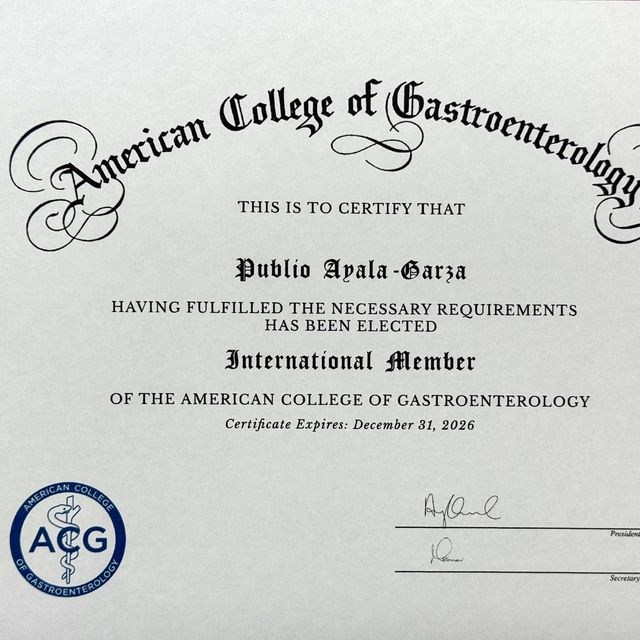 American College of Gastroenterology
THIS IS TO CERTIFY THAT
Publio Ayala-Garza
HAVING FULFILLED THE NECESSARY REQUIREMENTS
HAS BEEN ELECTED
International Member
OF THE AMERICAN COLLEGE OF GASTROENTEROLOGY
Certificate Expires: December 31, 2026
President
Secretary
AMERICAN COLLEGE
ACG
OF GASTROENTEROLOGY